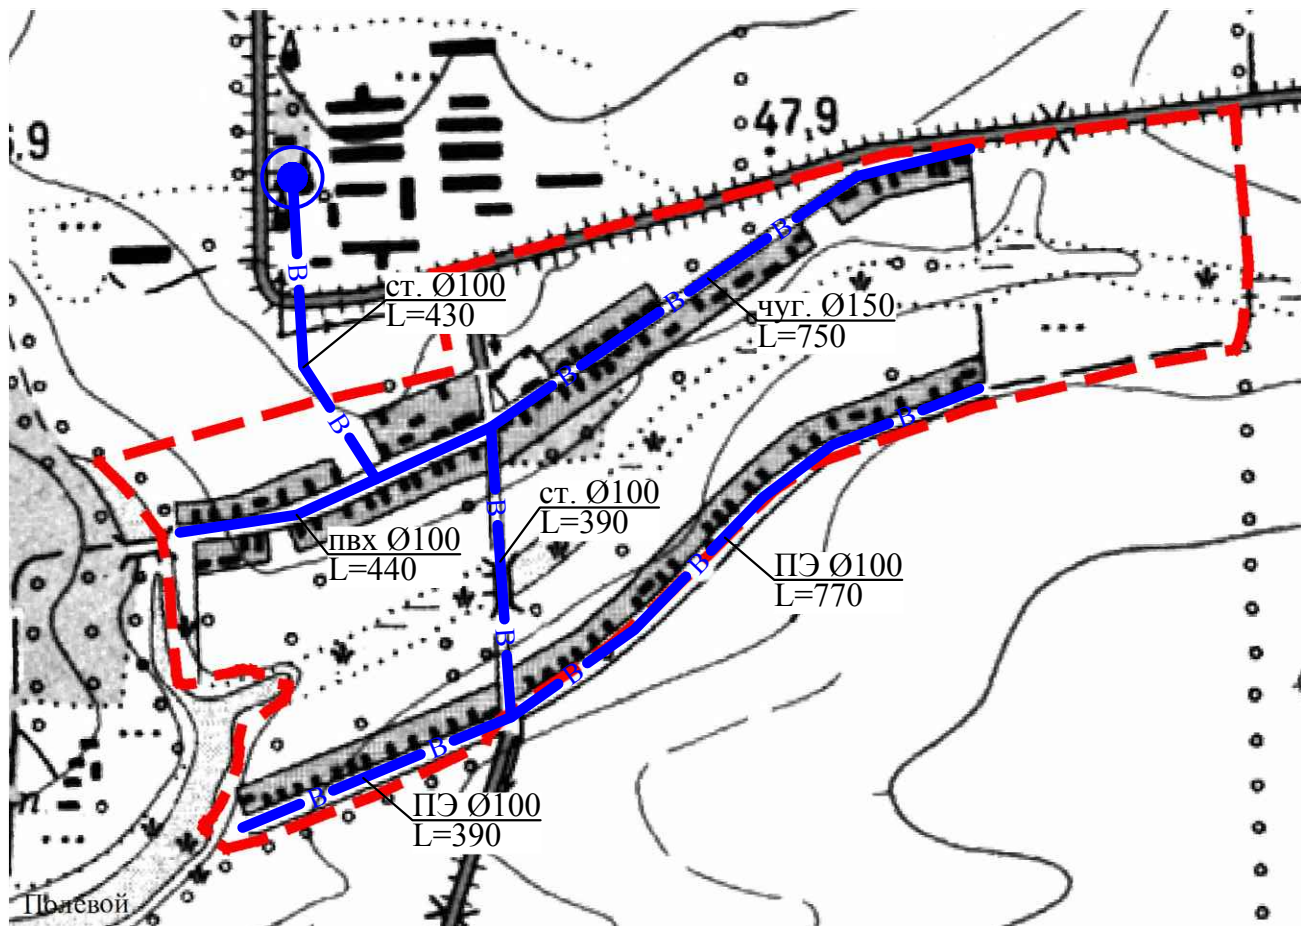 47.9
.9
ст. Ø100
L=430
В
чуг. Ø150
L=750
В
В
В
В
ст. Ø100
L=390
В
В
пвх Ø100
L=440
ПЭ Ø100
L=770
В
В
В
В
В
ПЭ Ø100
L=390
п
Полевой